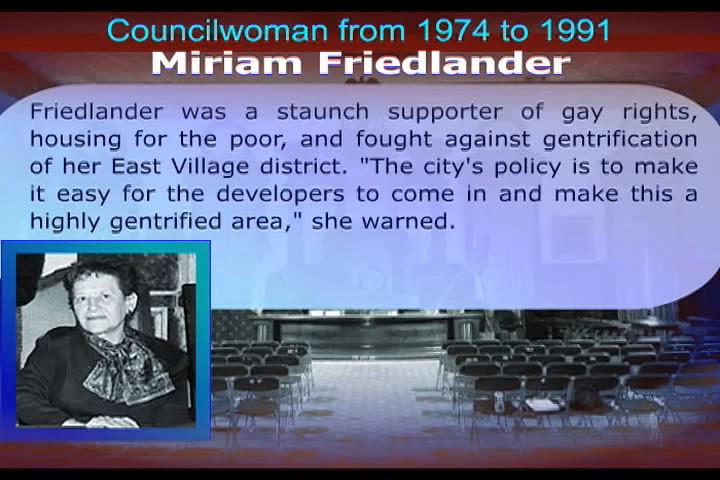 Councilwoman from 1974 to 1991
Miriam Friedlander
Friedlander was a staunch supporter of gay rights,
housing for the poor, and fought against gentrification
of her East Village district. "The city's policy is to make
it easy for the developers to come in and make this a
highly gentrified area," she warned.